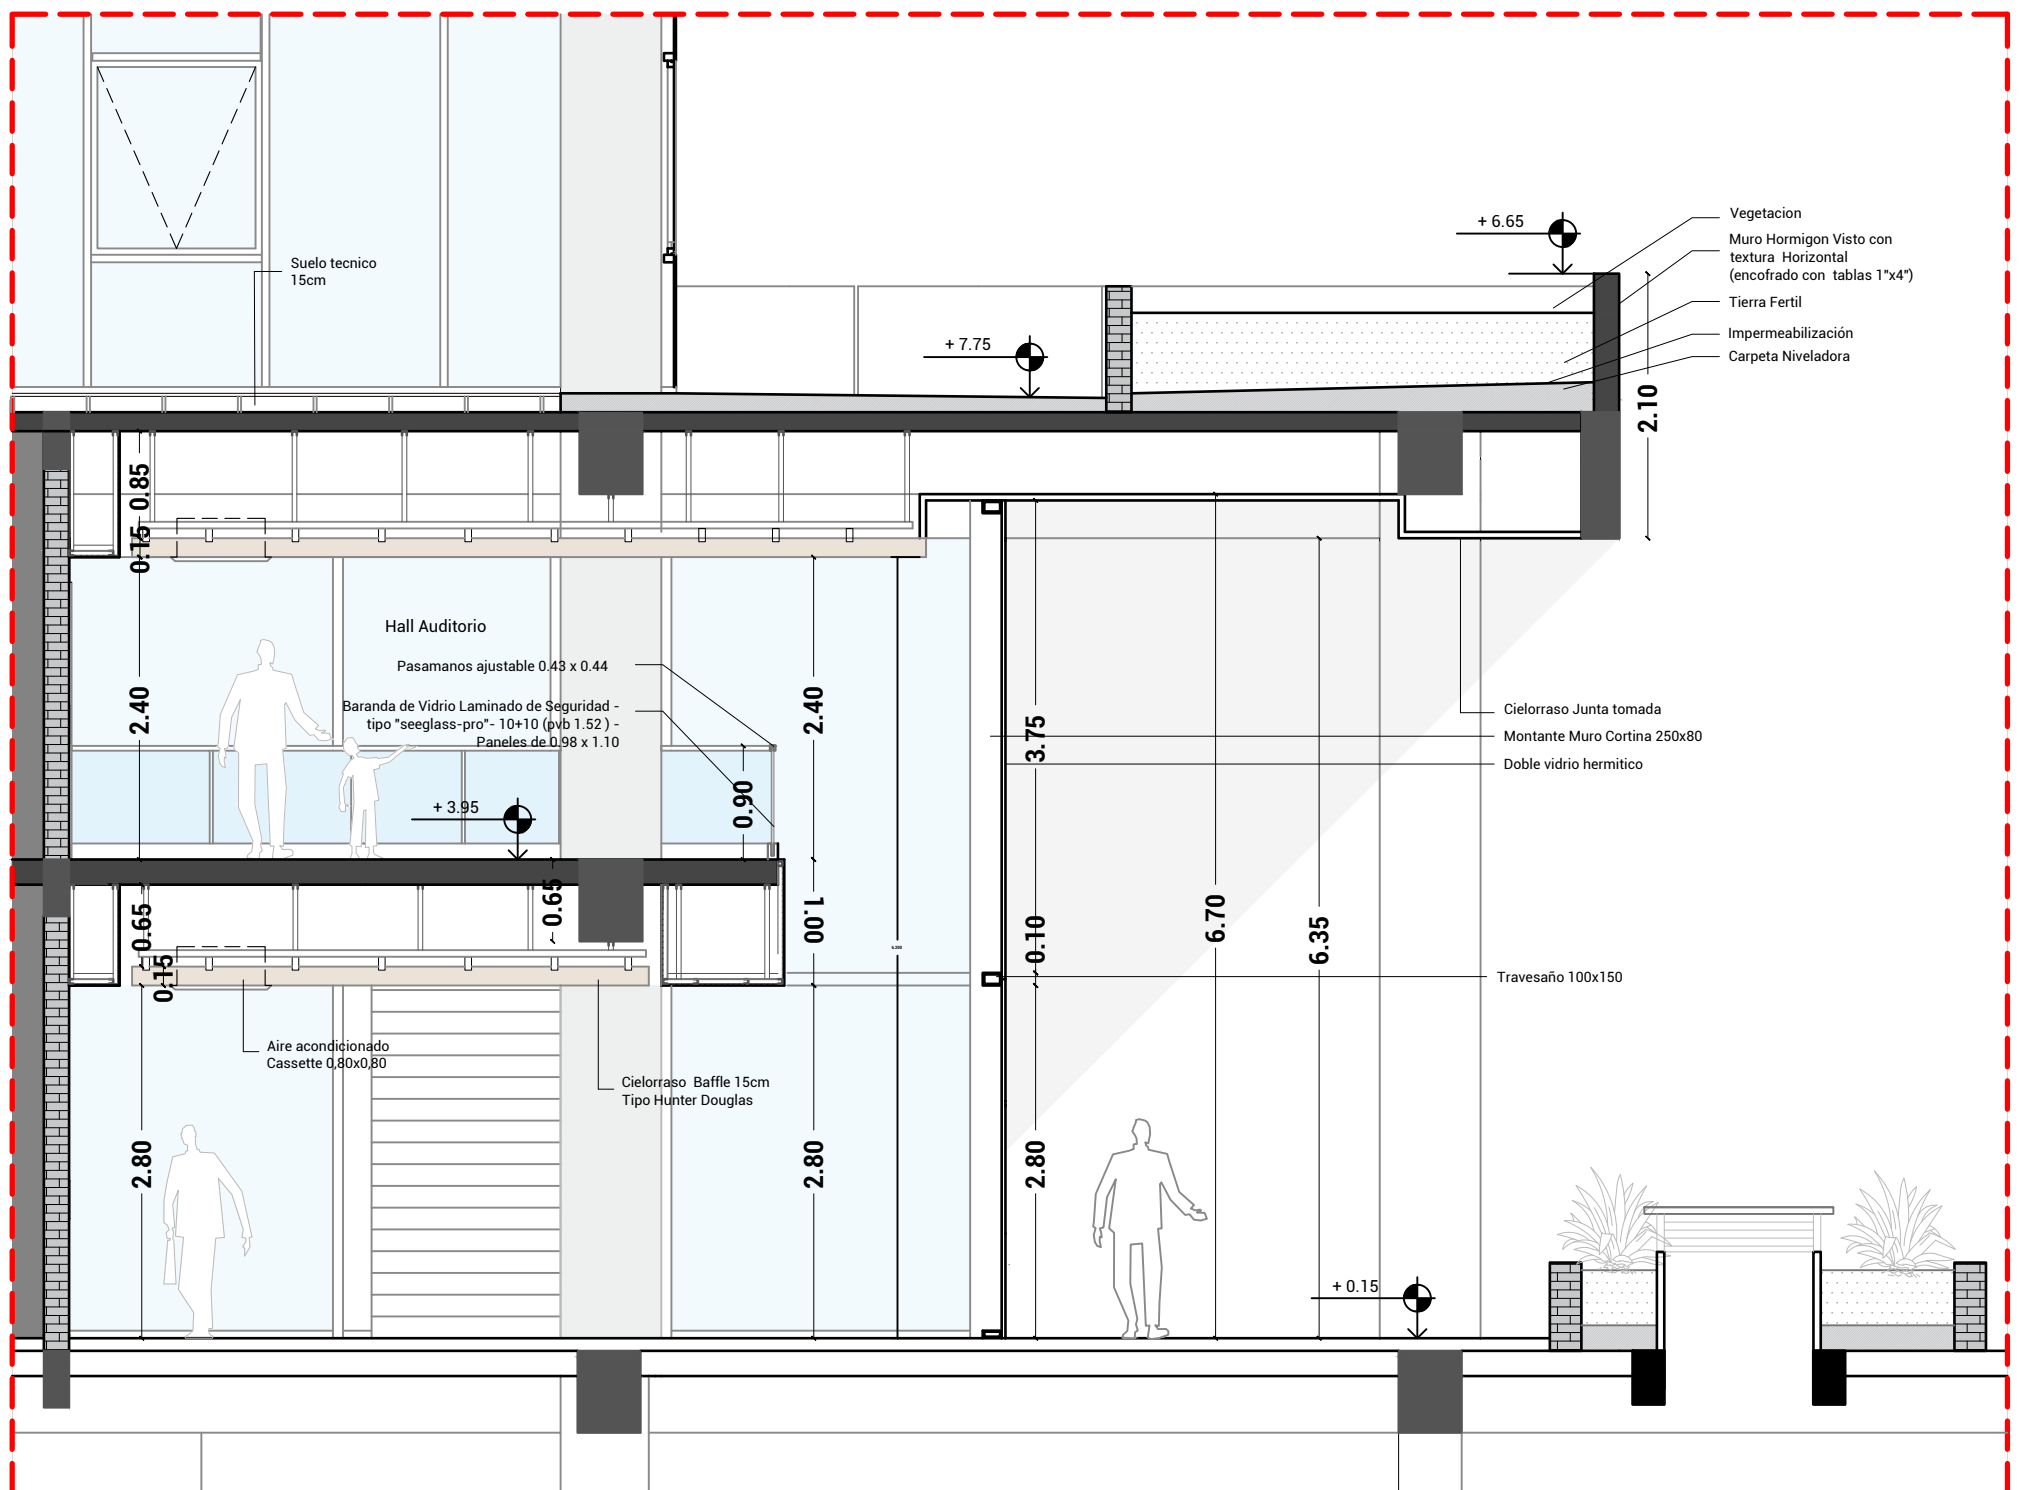 + 6.65
Vegetacion
Muro Hormigon Visto con
textura Horizontal
(encofrado con tablas 1"x4")
Tierra Fertil
Impermeabilización
Carpeta Niveladora
Suelo tecnico
15cm
+ 7.75
2.10
0.85
0.15
Hall Auditorio
Pasamanos ajustable 0.43 x 0.44
Baranda de Vidrio Laminado de Seguridad -
tipo "seeglass-pro"- 10+10 (pvb 1.52 ) -
Paneles de 0.98 x 1.10
2.40
2.40
3.75
Cielorraso Junta tomada
Montante Muro Cortina 250x80
Doble vidrio hermitico
0.90
+ 3.95
0.65
0.65
1.00
0.10
6.70
6.35
0.15
Travesaño 100x150
Aire acondicionado
Cassette 0,80x0,80
Cielorraso Baffle 15cm
Tipo Hunter Douglas
2.80
2.80
2.80
+ 0.15